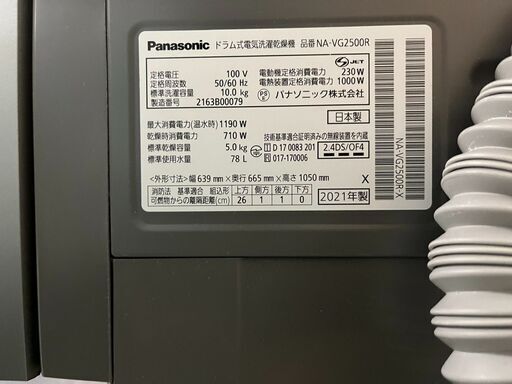 Panasonic ドラム式電気洗濯乾燥機 品番 NA-VG2500R
定格電圧 100 V
定格周波数 50/60 Hz
標準洗濯容量 10.0 kg
製造番号 2163B00079
電動機定格消費電力 230 W
電熱装置定格消費電力 1000 W
PSE JET
パナソニック株式会社
日本製
最大消費電力(温水時) 1190 W
乾燥時消費電力 710 W
標準乾燥容量 5.0 kg
標準使用水量 78 L
技術基準適合証明済みの無線装置を内蔵
R T D 17 0083 201
R 017-170006
2.4DS/OF4
<外形寸法> 幅 639 mm × 奥行 665 mm × 高さ 1050 mm X
消防法 基準適合 組込形
可燃物からの離隔距離(cm)
上方 側方 後方 下方
26 1 1 0
2021年製
NA-VG2500R-X